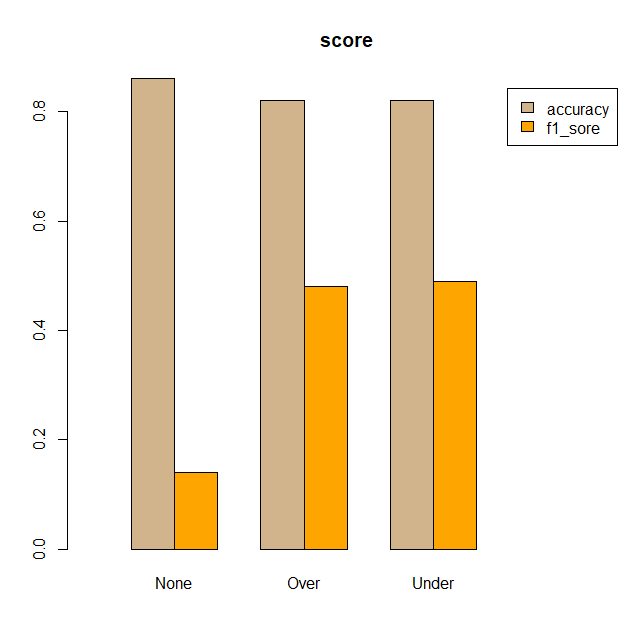 score
accuracy
f1_sore
0.8
0.6
0.4
0.2
0.0
None
Over
Under